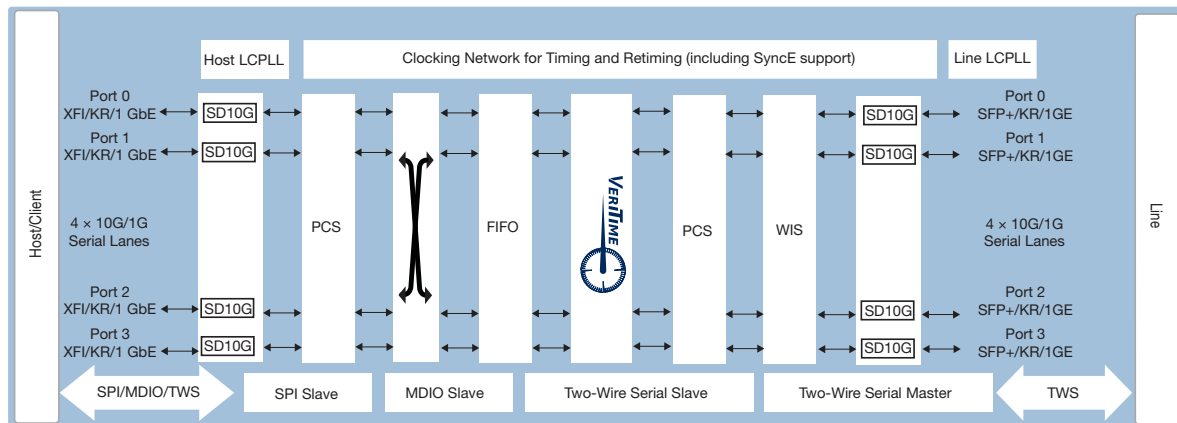 Host LCPLL
Clocking Network for Timing and Retiming (including SyncE support)
Line LCPLL
Host/Client
Port 0
XFI/KR/1 GbE
Port 1
XFI/KR/1 GbE
4 × 10G/1G
Serial Lanes
Port 2
XFI/KR/1 GbE
Port 3
XFI/KR/1 GbE
SD10G
SD10G
SD10G
SD10G
PCS
FIFO
VERITIME
PCS
WIS
SD10G
SD10G
SD10G
SD10G
Port 0
SFP+/KR/1GE
Port 1
SFP+/KR/1GE
4 × 10G/1G
Serial Lanes
Port 2
SFP+/KR/1GE
Port 3
SFP+/KR/1GE
Line
SPI/MDIO/TWS
SPI Slave
MDIO Slave
Two-Wire Serial Slave
Two-Wire Serial Master
TWS